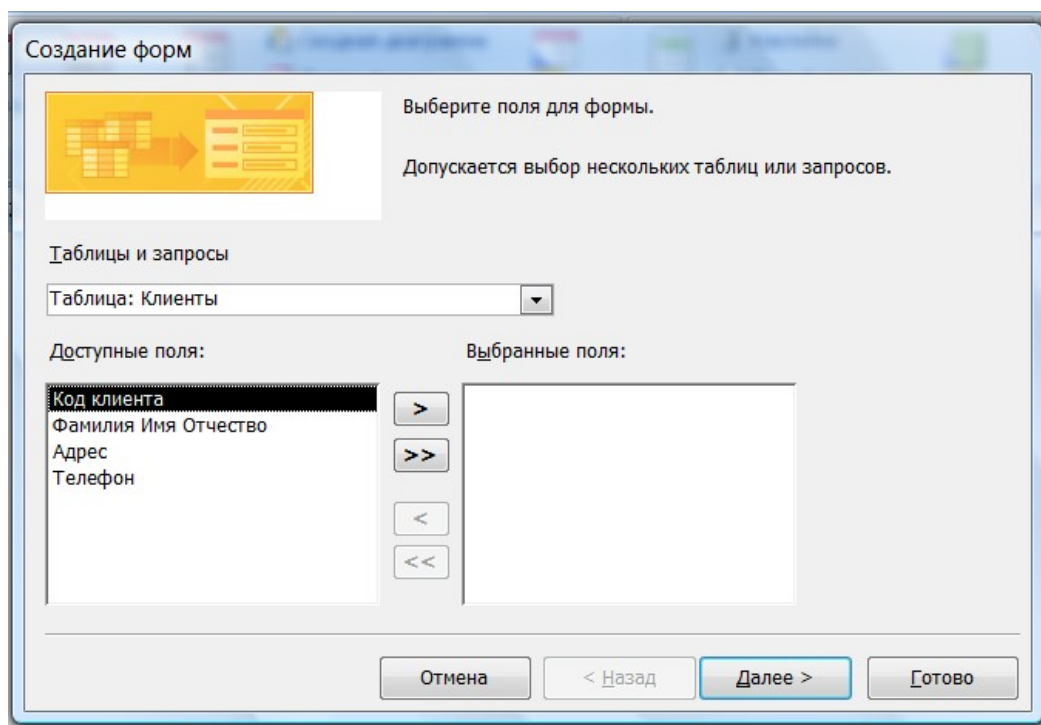 Создание форм
Выберите поля для формы.
Допускается выбор нескольких таблиц или запросов.
Таблицы и запросы
Таблица: Клиенты
Доступные поля:
Выбранные поля:
Код клиента
Фамилия Имя Отчество
Адрес
Телефон
>
>>
<
<<
Отмена
< Назад
Далее >
Готово